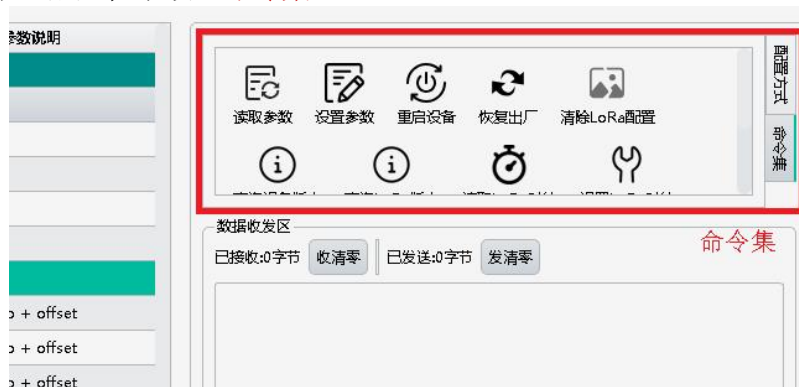 参数说明
配置方式
读取参数 设置参数 重启设备 恢复出厂 清除LoRa配置
命令集
数据收发区
命令集
已接收:0字节 收清零 已发送:0字节 发清零
+ offset
+ offset
+ offset